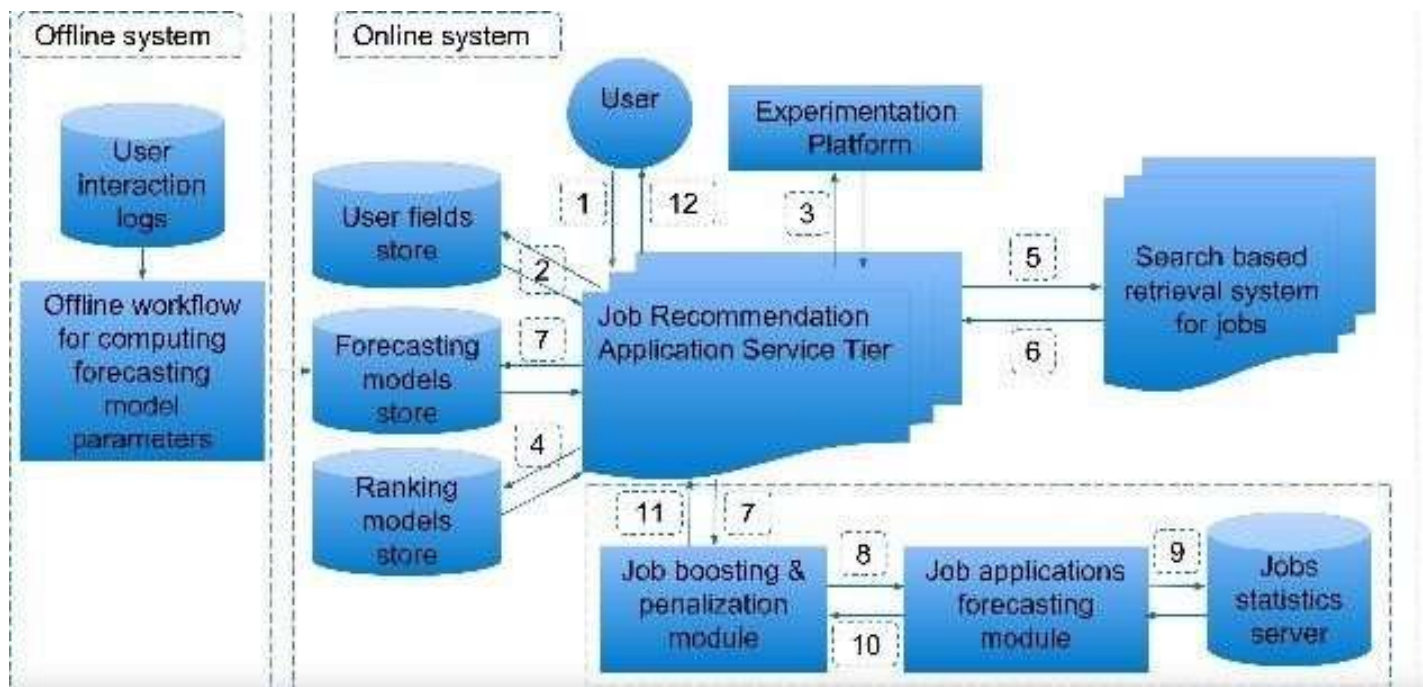 Offline system
Online system
User
interaction
logs
Offline workflow
for computing
forecasting
model
parameters
User
Experimentation
Platform
User fields
store
1
12
3
2
5
Search based
retrieval system
for jobs
6
Job Recommendation
Application Service Tier
Forecasting
models
store
7
4
Ranking
models
store
11
7
Job boosting &
penalization
module
8
10
Job applications
forecasting
module
9
Jobs
statistics
server